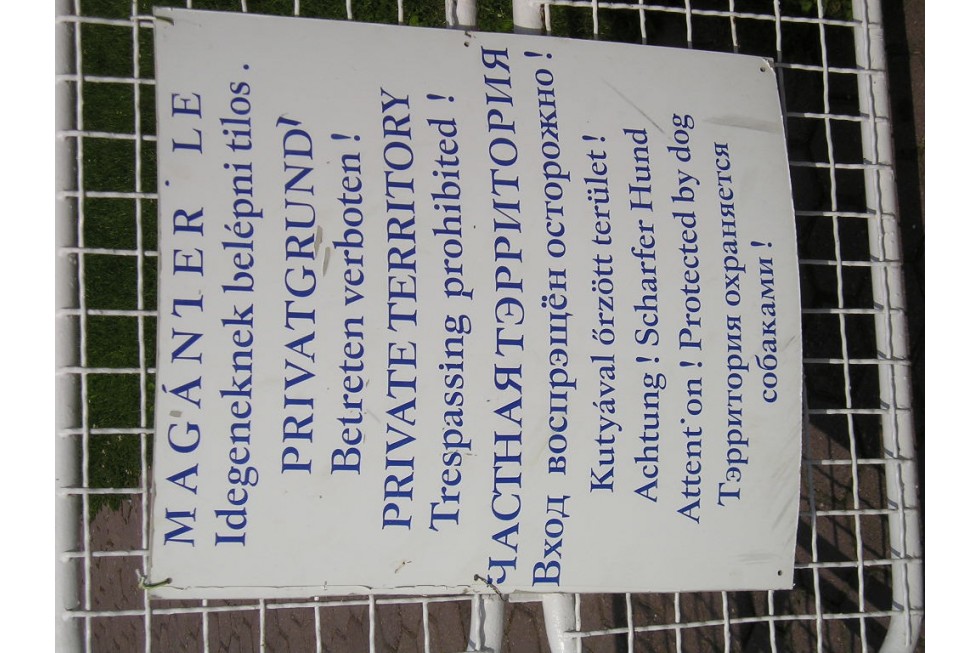 MAGÁNTERÜLET
Idegeneknek belépni tilos.
PRIVATGRUND
Betreten verboten!
PRIVATE TERRITORY
Trespassing prohibited!
ЧАСТНАЯ ТЭРРИТОРИЯ
Вход воспрэщён осторожно!
Kutyával őrzött terület!
Achtung! Scharfer Hund
Attent on! Protected by dog
Тэрритория охраняется
собаками!